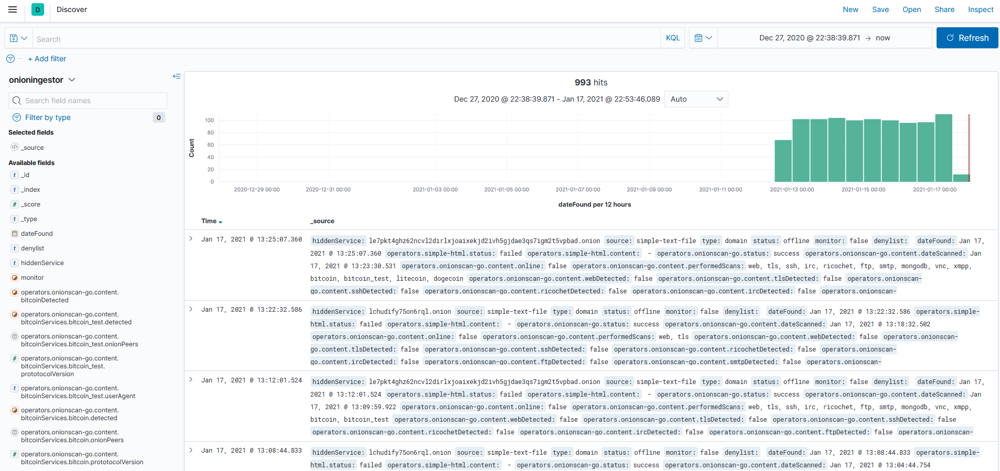 D Discover New Save Open Share Inspect
Search KQL Dec 27, 2020 @ 22:38:39.871 → now Refresh
+ Add filter
onioningestor
Search field names
Filter by type 0
Selected fields
_source
Available fields
t _id
t _index
# _score
t _type
dateFound
t denylist
t hiddenService
monitor
operators.onionscan-go.content.
bitcoinDetected
operators.onionscan-go.content.
bitcoinServices.bitcoin_test.detected
operators.onionscan-go.content.
bitcoinServices.bitcoin_test.onionPeers
# operators.onionscan-go.content.
bitcoinServices.bitcoin_test.
prototocolVersion
t operators.onionscan-go.content.
bitcoinServices.bitcoin_test.userAgent
operators.onionscan-go.content.
bitcoinServices.bitcoin.detected
operators.onionscan-go.content.
bitcoinServices.bitcoin.onionPeers
# operators.onionscan-go.content.
bitcoinServices.bitcoin.prototocolVersion
993 hits
Dec 27, 2020 @ 22:38:39.871 - Jan 17, 2021 @ 22:53:46.089 Auto
Count
100
80
60
40
20
0
2020-12-29 00:00 2020-12-31 00:00 2021-01-03 00:00 2021-01-05 00:00 2021-01-07 00:00 2021-01-09 00:00 2021-01-11 00:00 2021-01-13 00:00 2021-01-15 00:00 2021-01-17 00:00
dateFound per 12 hours
Time _source
Jan 17, 2021 @ 13:25:07.360 hiddenService: le7pkt4ghz62ncvl2dirlxjoaixekjd2ivh5gjdae3qs7igm2t5vpbad.onion source: simple-text-file type: domain status: offline monitor: false denylist: dateFound: Jan 17,
2021 @ 13:25:07.360 operators.simple-html.status: failed operators.simple-html.content: - operators.onionscan-go.status: success operators.onionscan-go.content.dateScanned: Jan
17, 2021 @ 13:23:30.531 operators.onionscan-go.content.online: false operators.onionscan-go.content.performedScans: web, tls, ssh, irc, ricochet, ftp, smtp, mongodb, vnc, xmpp,
bitcoin, bitcoin_test, litecoin, dogecoin operators.onionscan-go.content.webDetected: false operators.onionscan-go.content.tlsDetected: false operators.onionscan-
go.content.sshDetected: false operators.onionscan-go.content.ricochetDetected: false operators.onionscan-go.content.ircDetected: false operators.onionscan-
Jan 17, 2021 @ 13:22:32.586 hiddenService: lchudify75on6rql.onion source: simple-text-file type: domain status: offline monitor: false denylist: dateFound: Jan 17, 2021 @ 13:22:32.586 operators.simple-
html.status: failed operators.simple-html.content: - operators.onionscan-go.status: success operators.onionscan-go.content.dateScanned: Jan 17, 2021 @ 13:18:32.502
operators.onionscan-go.content.online: false operators.onionscan-go.content.performedScans: web, tls operators.onionscan-go.content.webDetected: false operators.onionscan-
go.content.tlsDetected: false operators.onionscan-go.content.sshDetected: false operators.onionscan-go.content.ricochetDetected: false operators.onionscan-
go.content.ircDetected: false operators.onionscan-go.content.ftpDetected: false operators.onionscan-go.content.smtpDetected: false operators.onionscan-
Jan 17, 2021 @ 13:12:01.524 hiddenService: le7pkt4ghz62ncvl2dirlxjoaixekjd2ivh5gjdae3qs7igm2t5vpbad.onion source: simple-text-file type: domain status: offline monitor: false denylist: dateFound: Jan 17,
2021 @ 13:12:01.524 operators.simple-html.status: failed operators.simple-html.content: - operators.onionscan-go.status: success operators.onionscan-go.content.dateScanned: Jan
17, 2021 @ 13:09:59.922 operators.onionscan-go.content.online: false operators.onionscan-go.content.performedScans: web, tls, ssh, irc, ricochet, ftp, smtp, mongodb, vnc, xmpp,
bitcoin, bitcoin_test operators.onionscan-go.content.webDetected: false operators.onionscan-go.content.tlsDetected: false operators.onionscan-go.content.sshDetected: false
operators.onionscan-go.content.ricochetDetected: false operators.onionscan-go.content.ircDetected: false operators.onionscan-go.content.ftpDetected: false operators.onionscan-
Jan 17, 2021 @ 13:08:44.833 hiddenService: lchudify75on6rql.onion source: simple-text-file type: domain status: offline monitor: false denylist: dateFound: Jan 17, 2021 @ 13:08:44.833 operators.simple-
html.status: failed operators.simple-html.content: - operators.onionscan-go.status: success operators.onionscan-go.content.dateScanned: Jan 17, 2021 @ 13:04:44.754